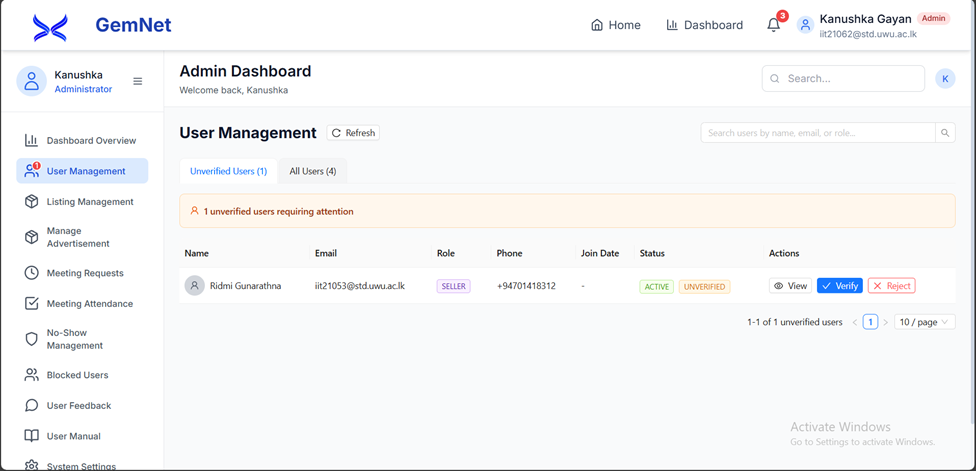 GemNet
Home
Dashboard
3
Kanushka Gayan Admin
iit21062@std.uwu.ac.lk
Kanushka
Administrator
Admin Dashboard
Welcome back, Kanushka
Search...
K
Dashboard Overview
1
User Management
Listing Management
Manage
Advertisement
Meeting Requests
Meeting Attendance
No-Show
Management
Blocked Users
User Feedback
User Manual
System Settings
User Management Refresh
Search users by name, email, or role...
Unverified Users (1) All Users (4)
1 unverified users requiring attention
Name Email Role Phone Join Date Status Actions
Ridmi Gunarathna iit21053@std.uwu.ac.lk SELLER +94701418312 - ACTIVE UNVERIFIED View Verify Reject
1-1 of 1 unverified users < 1 > 10 / page
Activate Windows
Go to Settings to activate Windows.